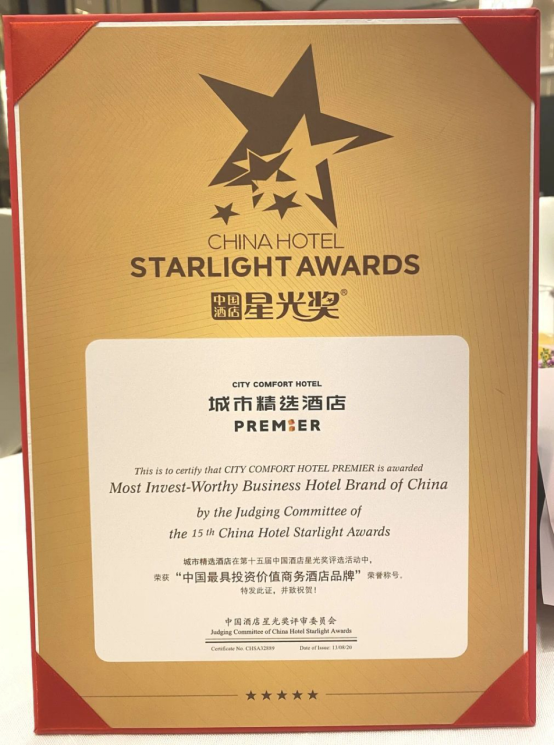 CHINA HOTEL
STARLIGHT AWARDS
中国酒店 星光奖®
CITY COMFORT HOTEL
城市精选酒店
PREMIER
This is to certify that CITY COMFORT HOTEL PREMIER is awarded
Most Invest-Worthy Business Hotel Brand of China
by the Judging Committee of
the 15th China Hotel Starlight Awards
城市精选酒店在第十五届中国酒店星光奖评选活动中,
荣获“中国最具投资价值商务酒店品牌”荣誉称号。
特发此证，并致祝贺！
中国酒店星光奖评审委员会
Judging Committee of China Hotel Starlight Awards
Certificate No. Date of Issue: